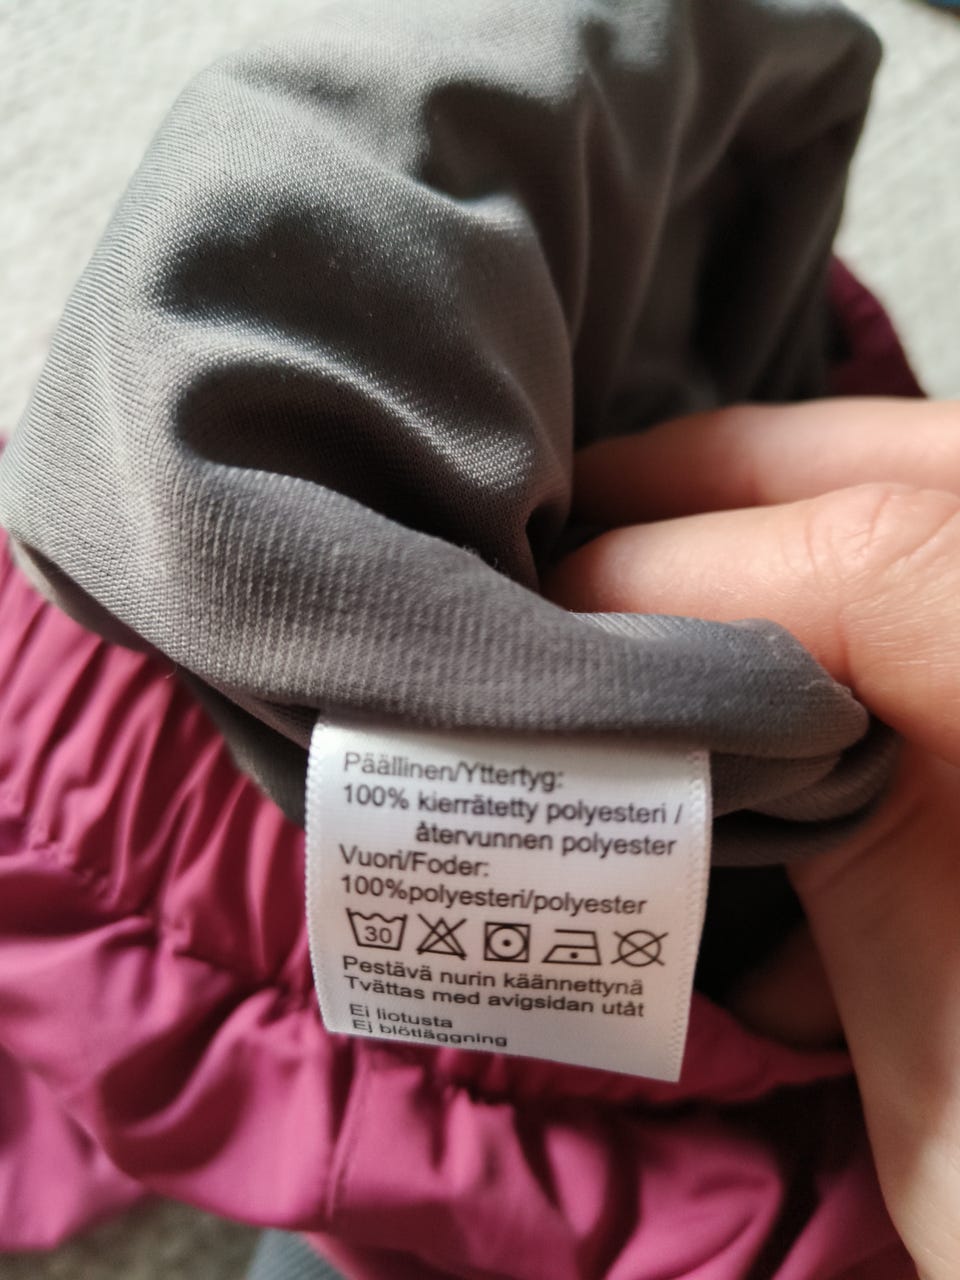 Päällinen/Yttertyg:
100% kierrätetty polyesteri /
återvunnen polyester
Vuori/Foder:
100%polyesteri/polyester
30
Pestävä nurin käännettynä
Tvättas med avigsidan utåt
Ei liotusta
Ej blötläggning